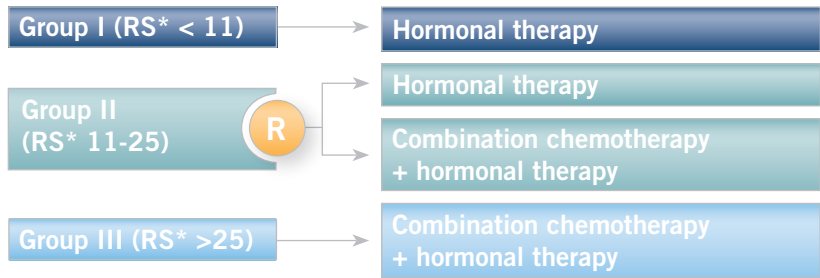 Group I (RS* < 11)
Hormonal therapy
Group II
(RS* 11-25)
R
Hormonal therapy
Combination chemotherapy
+ hormonal therapy
Group III (RS* >25)
Combination chemotherapy
+ hormonal therapy